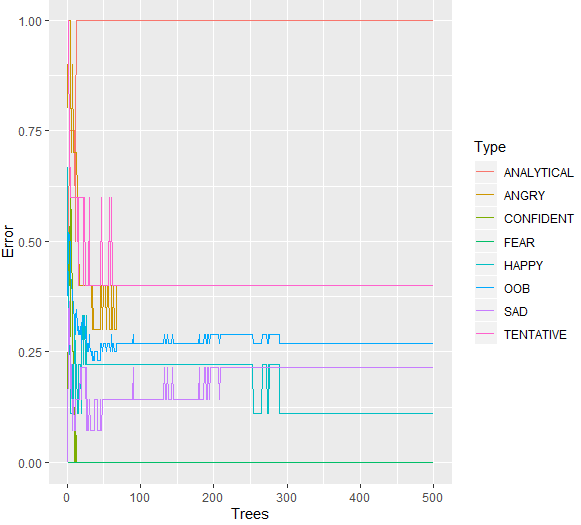 1.00
0.75
0.50
0.25
0.00
Error
0 100 200 300 400 500
Trees
Type
ANALYTICAL
ANGRY
CONFIDENT
FEAR
HAPPY
OOB
SAD
TENTATIVE